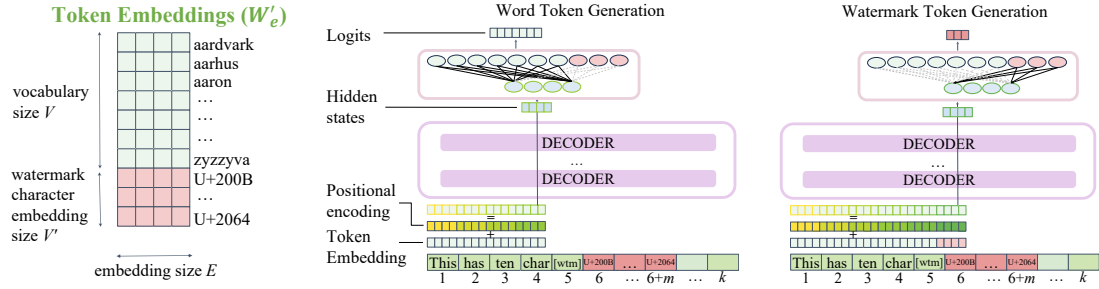 Token Embeddings (W′ₑ)
aardvark
aarhus
aaron
…
…
zyzzyva
U+200B
…
U+2064
vocabulary
size V
watermark
character
embedding
size V'
embedding size E
Word Token Generation
Logits
Hidden
states
DECODER
…
DECODER
Positional
encoding
=
+
Token
Embedding
This has ten char [wtm] U+200B … U+2064 …
1 2 3 4 5 6 … 6+m … k
Watermark Token Generation
DECODER
…
DECODER
=
+
This has ten char [wtm] U+200B … U+2064 …
1 2 3 4 5 6 … 6+m … k